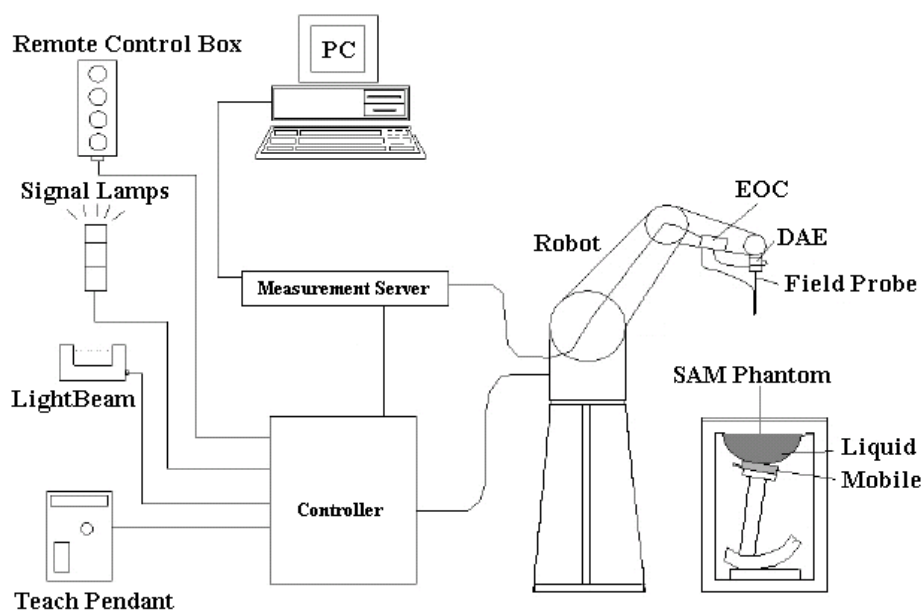 Remote Control Box
PC
Signal Lamps
EOC
DAE
Robot
Field Probe
Measurement Server
SAM Phantom
LightBeam
Liquid
Mobile
Controller
Teach Pendant